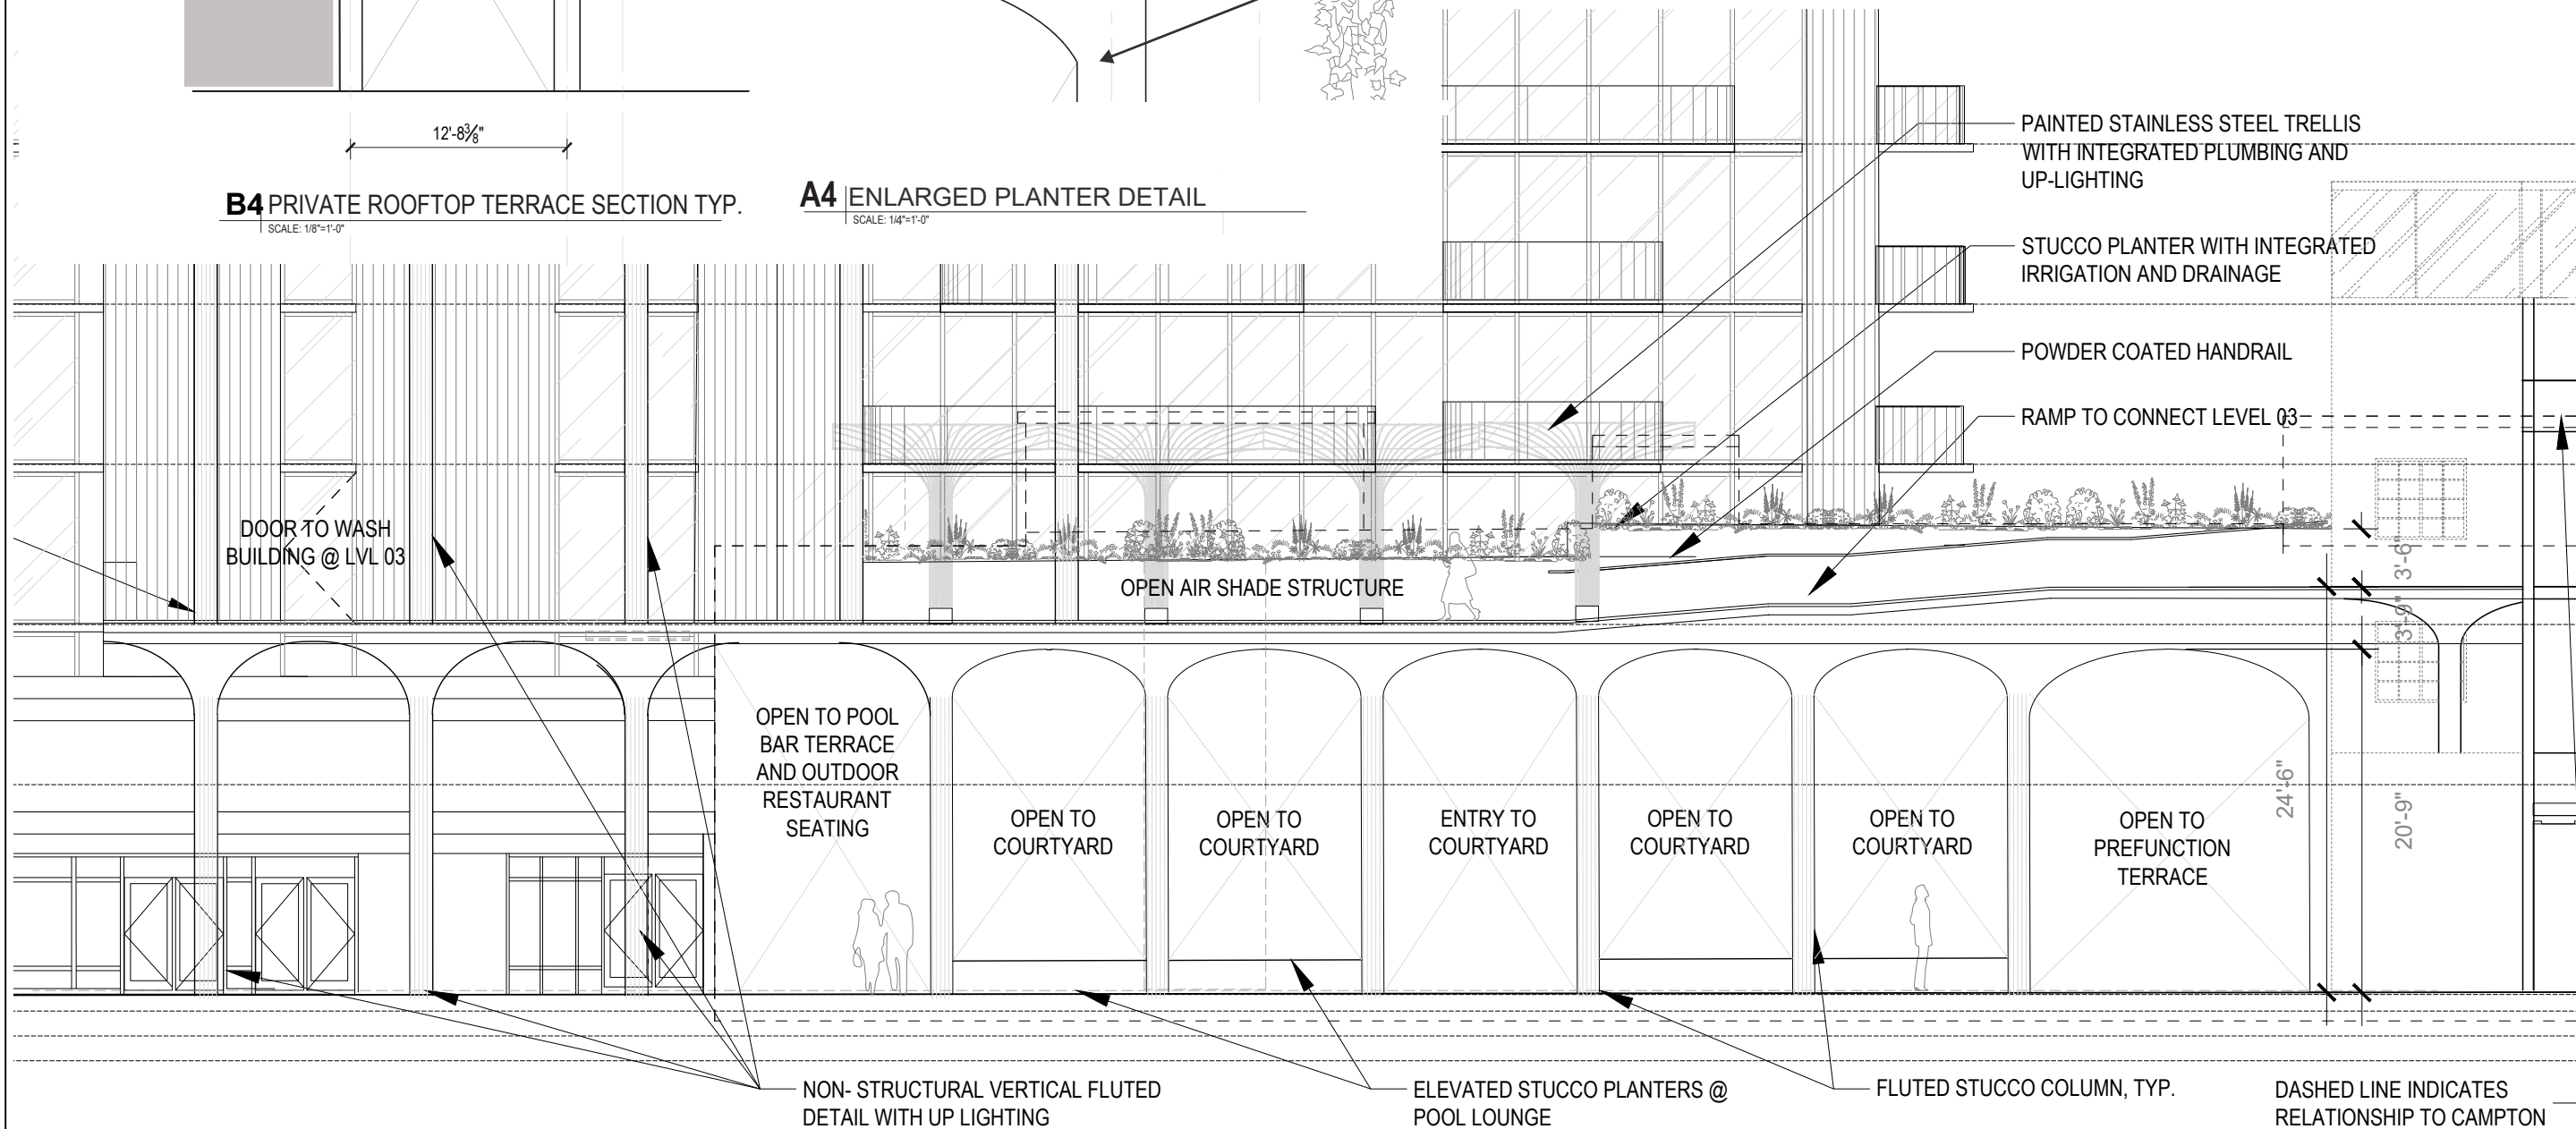 12'-8⅜"
B4 PRIVATE ROOFTOP TERRACE SECTION TYP.
SCALE: 1/8"=1'-0"
A4 ENLARGED PLANTER DETAIL
SCALE: 1/4"=1'-0"
PAINTED STAINLESS STEEL TRELLIS
WITH INTEGRATED PLUMBING AND
UP-LIGHTING
STUCCO PLANTER WITH INTEGRATED
IRRIGATION AND DRAINAGE
POWDER COATED HANDRAIL
RAMP TO CONNECT LEVEL 03
DOOR TO WASH
BUILDING @ LVL 03
OPEN AIR SHADE STRUCTURE
3'-6"
3'-9"
24'-6"
20'-9"
OPEN TO POOL
BAR TERRACE
AND OUTDOOR
RESTAURANT
SEATING
OPEN TO
COURTYARD
OPEN TO
COURTYARD
ENTRY TO
COURTYARD
OPEN TO
COURTYARD
OPEN TO
COURTYARD
OPEN TO
PREFUNCTION
TERRACE
NON- STRUCTURAL VERTICAL FLUTED
DETAIL WITH UP LIGHTING
ELEVATED STUCCO PLANTERS @
POOL LOUNGE
FLUTED STUCCO COLUMN, TYP.
DASHED LINE INDICATES
RELATIONSHIP TO CAMPTON